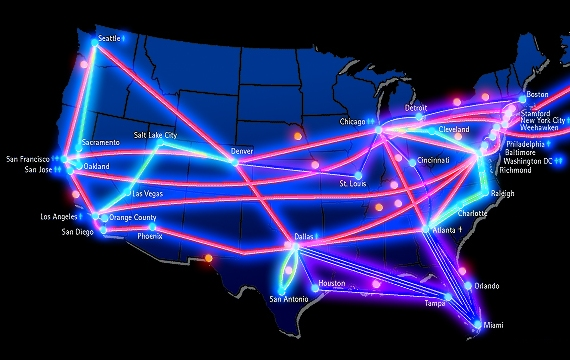 Seattle
Boston
Detroit
Stamford
Chicago
New York City
Cleveland
Weehawken
Sacramento
Salt Lake City
Philadelphia
Denver
Baltimore
San Francisco
Oakland
Cincinnati
Washington DC
San Jose
Richmond
St. Louis
Las Vegas
Raleigh
Los Angeles
Orange County
Charlotte
San Diego
Phoenix
Dallas
Atlanta
Houston
Orlando
San Antonio
Tampa
Miami